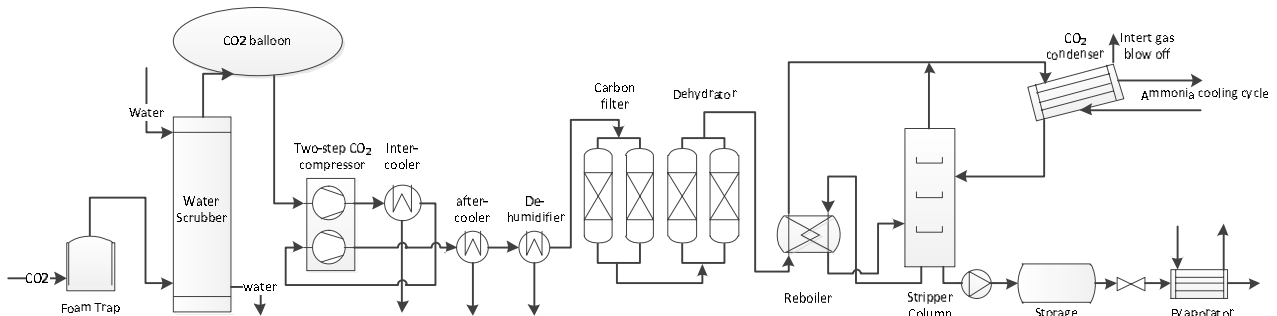 CO2 balloon
CO2
condenser
Intert gas
blow off
Ammonia cooling cycle
Carbon
filter
Dehydrator
Water
Two-step CO2
compressor
Inter-
cooler
Water
Scrubber
after-
cooler
De-
humidifier
CO2
water
Foam Trap
Reboiler
Stripper
Column
Storage
Evaporator